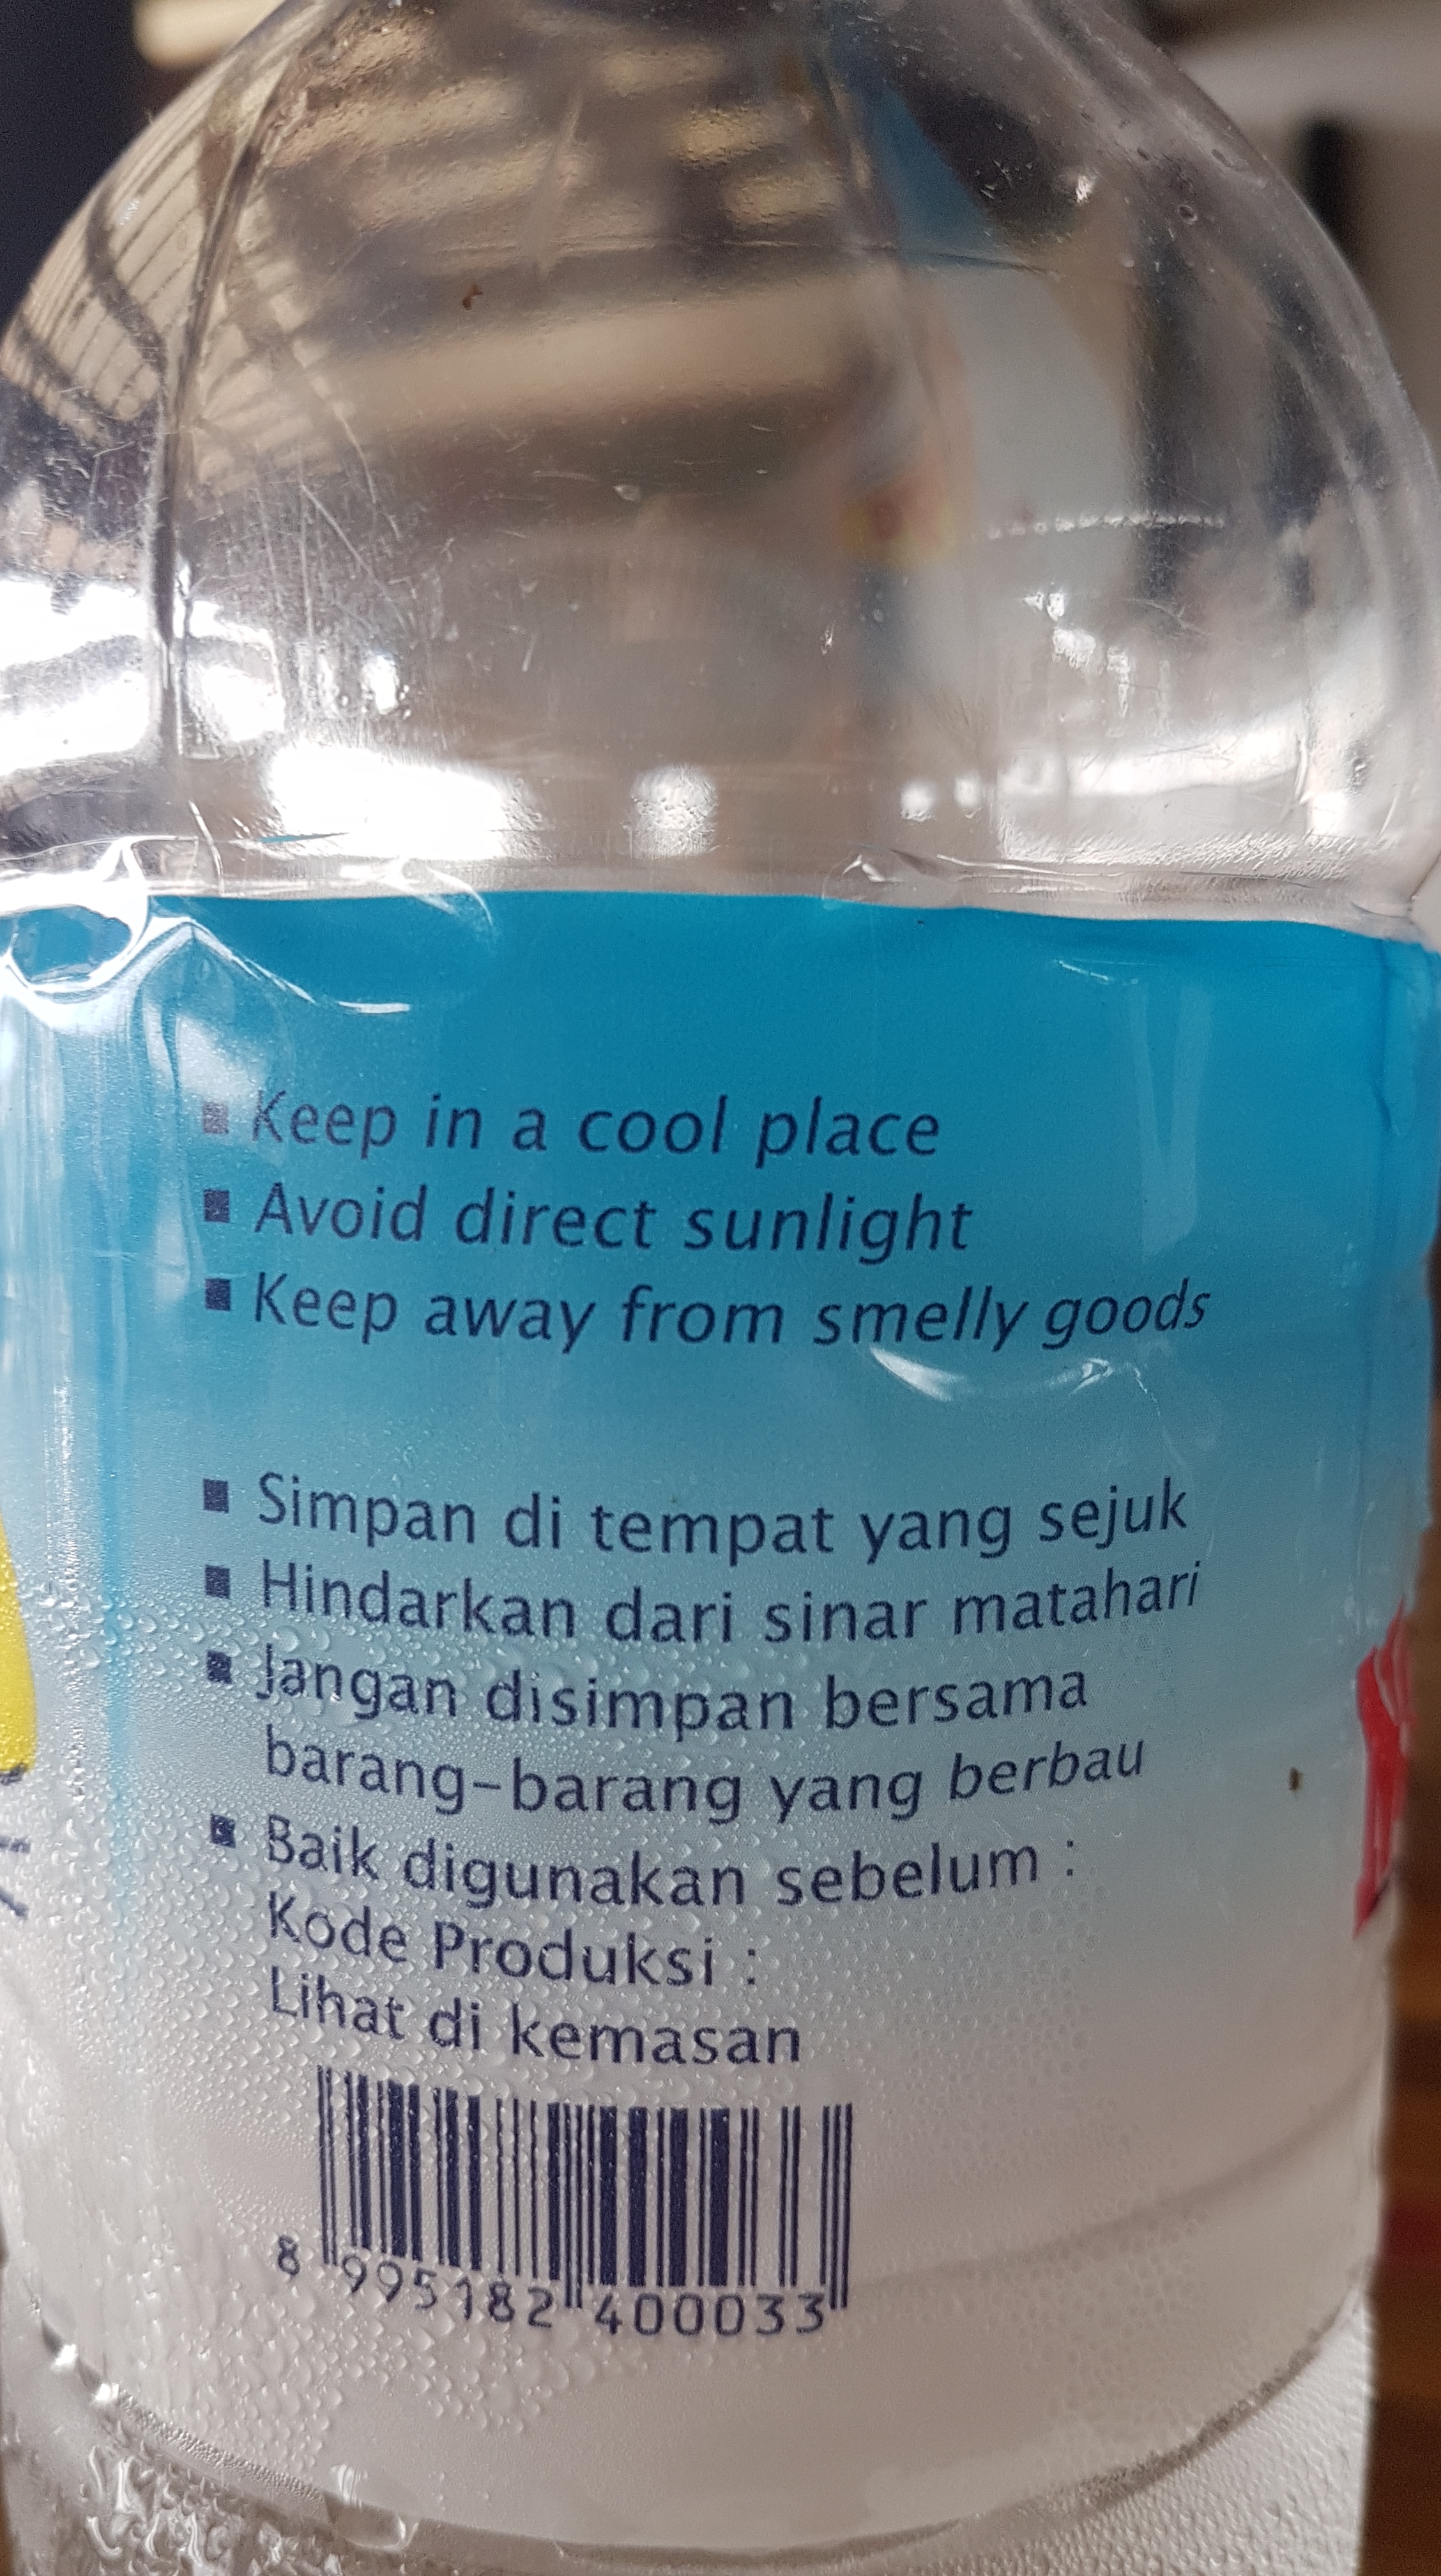 ▪ Keep in a cool place
▪ Avoid direct sunlight
▪ Keep away from smelly goods
▪ Simpan di tempat yang sejuk
▪ Hindarkan dari sinar matahari
▪ Jangan disimpan bersama
barang-barang yang berbau
▪ Baik digunakan sebelum :
Kode Produksi :
Lihat di kemasan
8 995182 400033